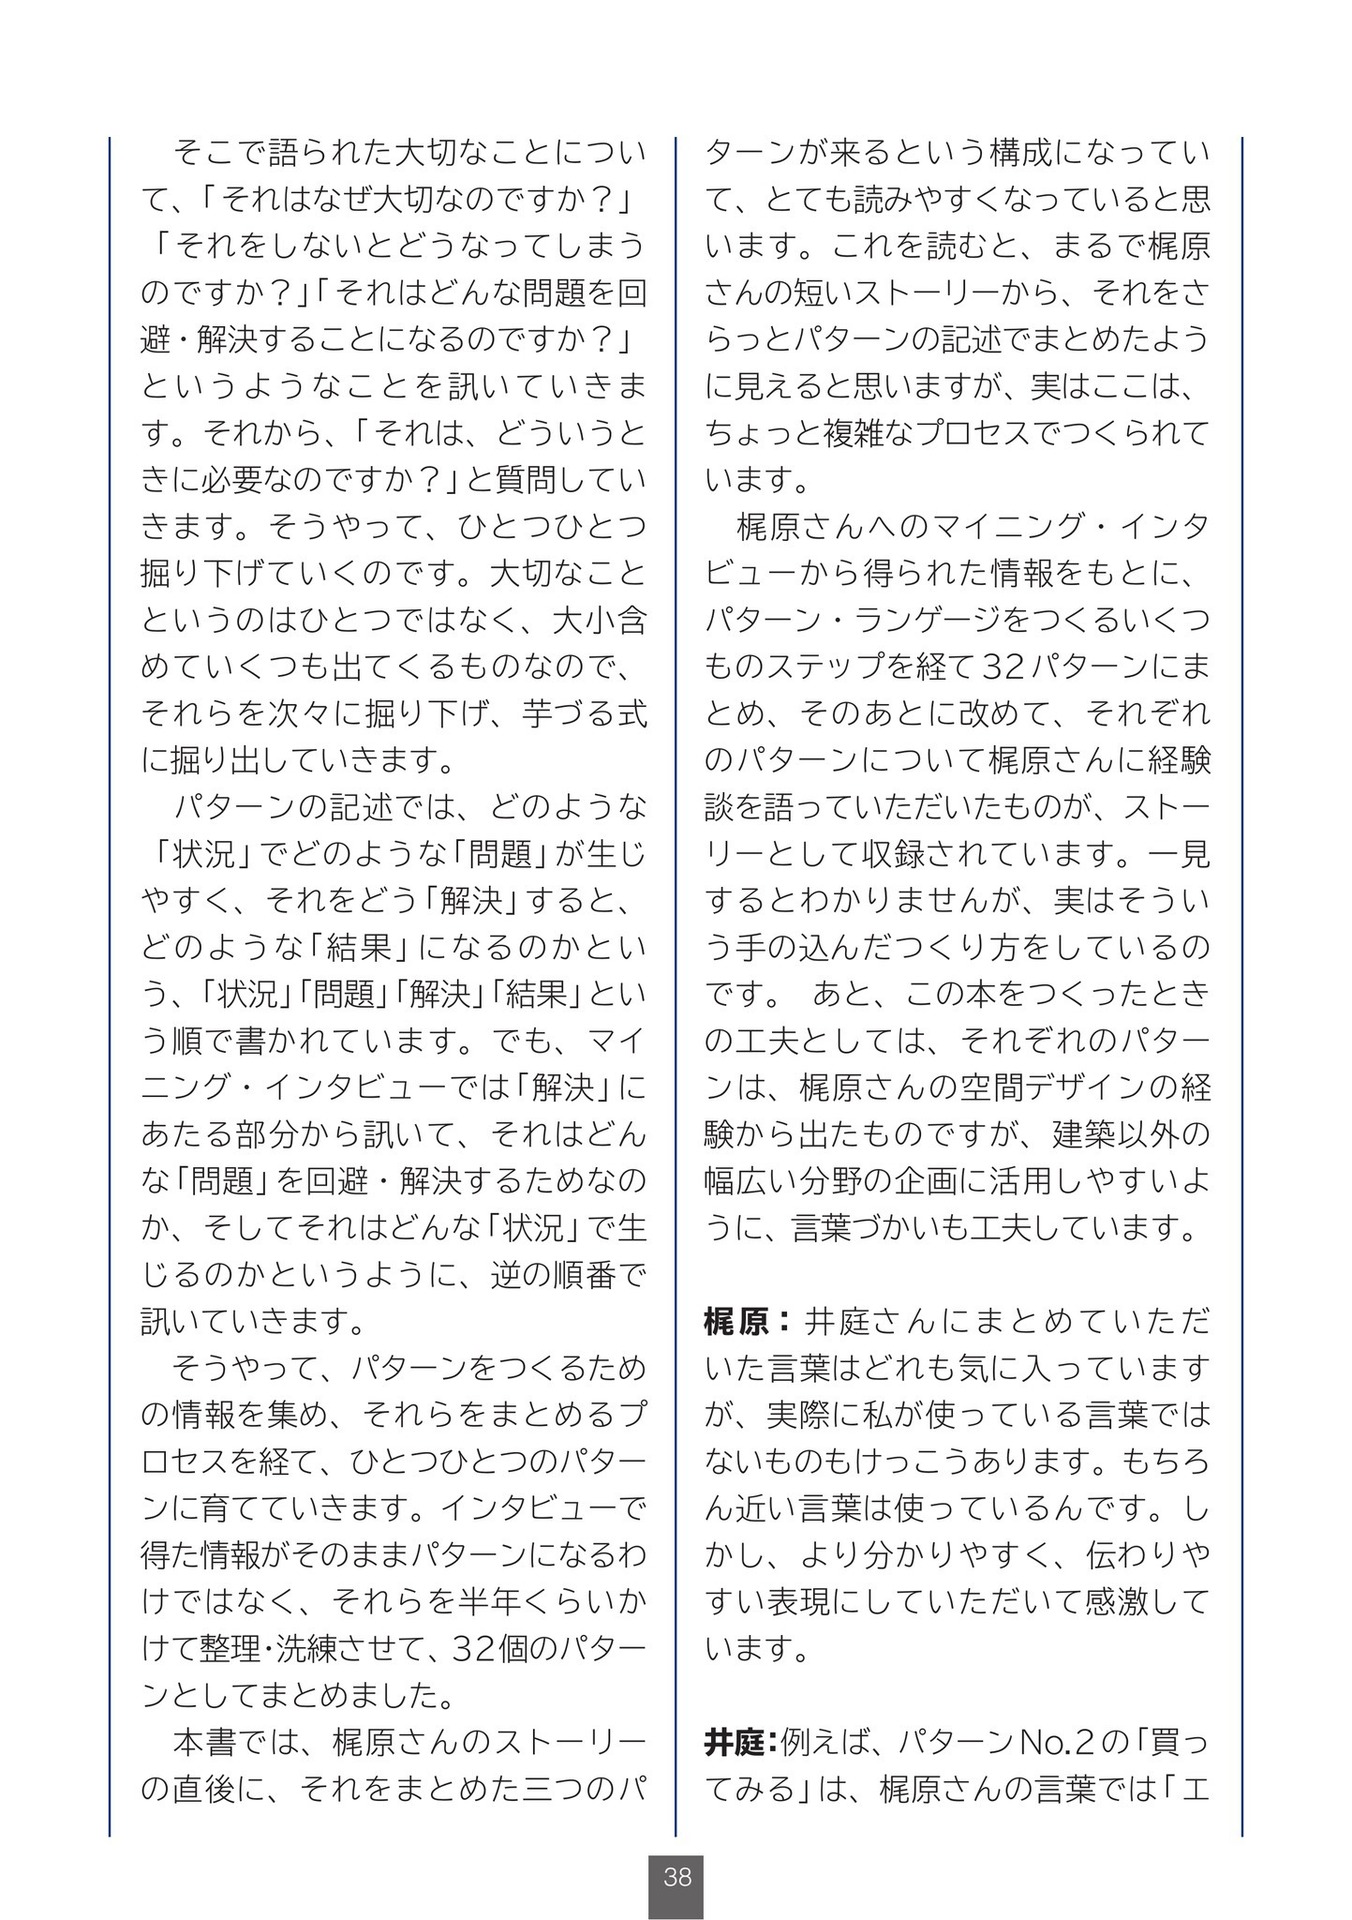 そこで語られた大切なことについ
て、「それはなぜ大切なのですか？」
「それをしないとどうなってしまう
のですか？」「それはどんな問題を回
避・解決することになるのですか？」
というようなことを訊いていきま
す。それから、「それは、どういうと
きに必要なのですか？」と質問してい
きます。そうやって、ひとつひとつ
掘り下げていくのです。大切なこと
というのはひとつではなく、大小含
めていくつも出てくるものなので、
それらを次々に掘り下げ、芋づる式
に掘り出していきます。
パターンの記述では、どのような
「状況」でどのような「問題」が生じ
やすく、それをどう「解決」すると、
どのような「結果」になるのかとい
う、「状況」「問題」「解決」「結果」とい
う順で書かれています。でも、マイ
ニング・インタビューでは「解決」に
あたる部分から訊いて、それはどん
な「問題」を回避・解決するためなの
か、そしてそれはどんな「状況」で生
じるのかというように、逆の順番で
訊いていきます。
そうやって、パターンをつくるため
の情報を集め、それらをまとめるプ
ロセスを経て、ひとつひとつのパター
ンに育てていきます。インタビューで
得た情報がそのままパターンになるわ
けではなく、それらを半年くらいか
けて整理・洗練させて、32個のパター
ンとしてまとめました。
本書では、梶原さんのストーリー
の直後に、それをまとめた三つのパ
ターンが来るという構成になってい
て、とても読みやすくなっていると思
います。これを読むと、まるで梶原
さんの短いストーリーから、それをさ
らっとパターンの記述でまとめたよう
に見えると思いますが、実はここは、
ちょっと複雑なプロセスでつくられて
います。
梶原さんへのマイニング・インタ
ビューから得られた情報をもとに、
パターン・ランゲージをつくるいくつ
ものステップを経て32パターンにま
とめ、そのあとに改めて、それぞれ
のパターンについて梶原さんに経験
談を語っていただいたものが、ストー
リーとして収録されています。一見
するとわかりませんが、実はそうい
う手の込んだつくり方をしているの
です。 あと、この本をつくったとき
の工夫としては、それぞれのパター
ンは、梶原さんの空間デザインの経
験から出たものですが、建築以外の
幅広い分野の企画に活用しやすいよ
うに、言葉づかいも工夫しています。
梶原：井庭さんにまとめていただ
いた言葉はどれも気に入っています
が、実際に私が使っている言葉では
ないものもけっこうあります。もちろ
ん近い言葉は使っているんです。し
かし、より分かりやすく、伝わりや
すい表現にしていただいて感激して
います。
井庭：例えば、パターンNo.2の「買っ
てみる」は、梶原さんの言葉では「エ
38